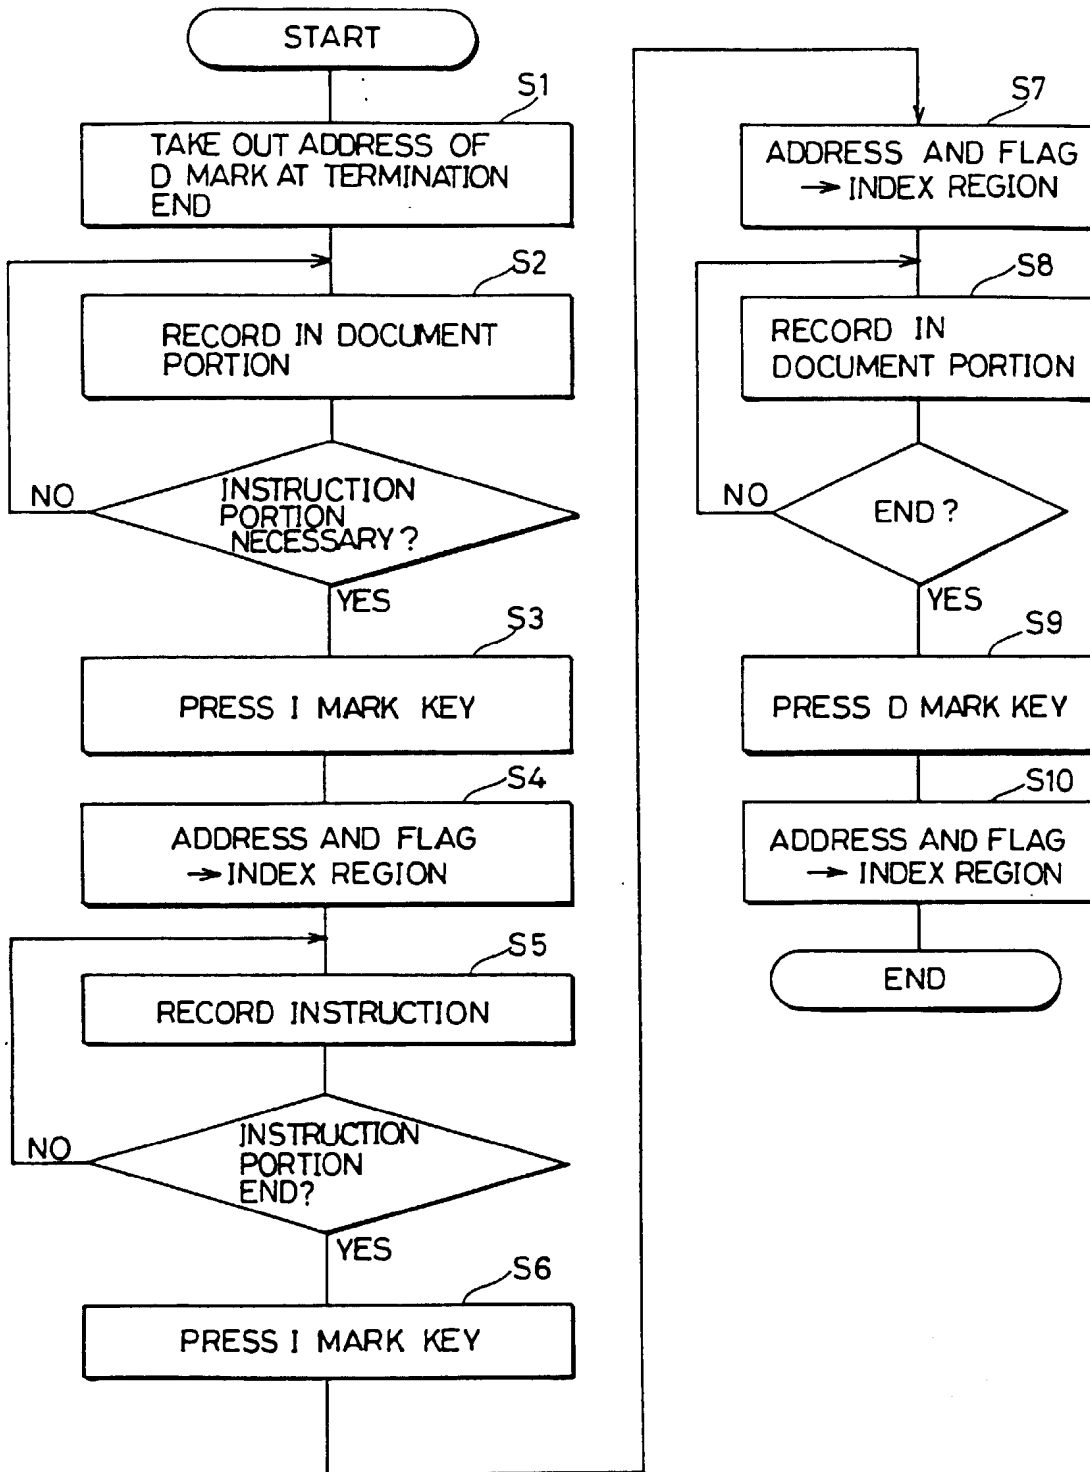 START
S1
TAKE OUT ADDRESS OF
D MARK AT TERMINATION
END
S2
RECORD IN DOCUMENT
PORTION
INSTRUCTION
PORTION
NECESSARY?
NO
YES
S3
PRESS I MARK KEY
S4
ADDRESS AND FLAG
→ INDEX REGION
S5
RECORD INSTRUCTION
INSTRUCTION
PORTION
END?
NO
YES
S6
PRESS I MARK KEY
S7
ADDRESS AND FLAG
→ INDEX REGION
S8
RECORD IN
DOCUMENT PORTION
END?
NO
YES
S9
PRESS D MARK KEY
S10
ADDRESS AND FLAG
→ INDEX REGION
END